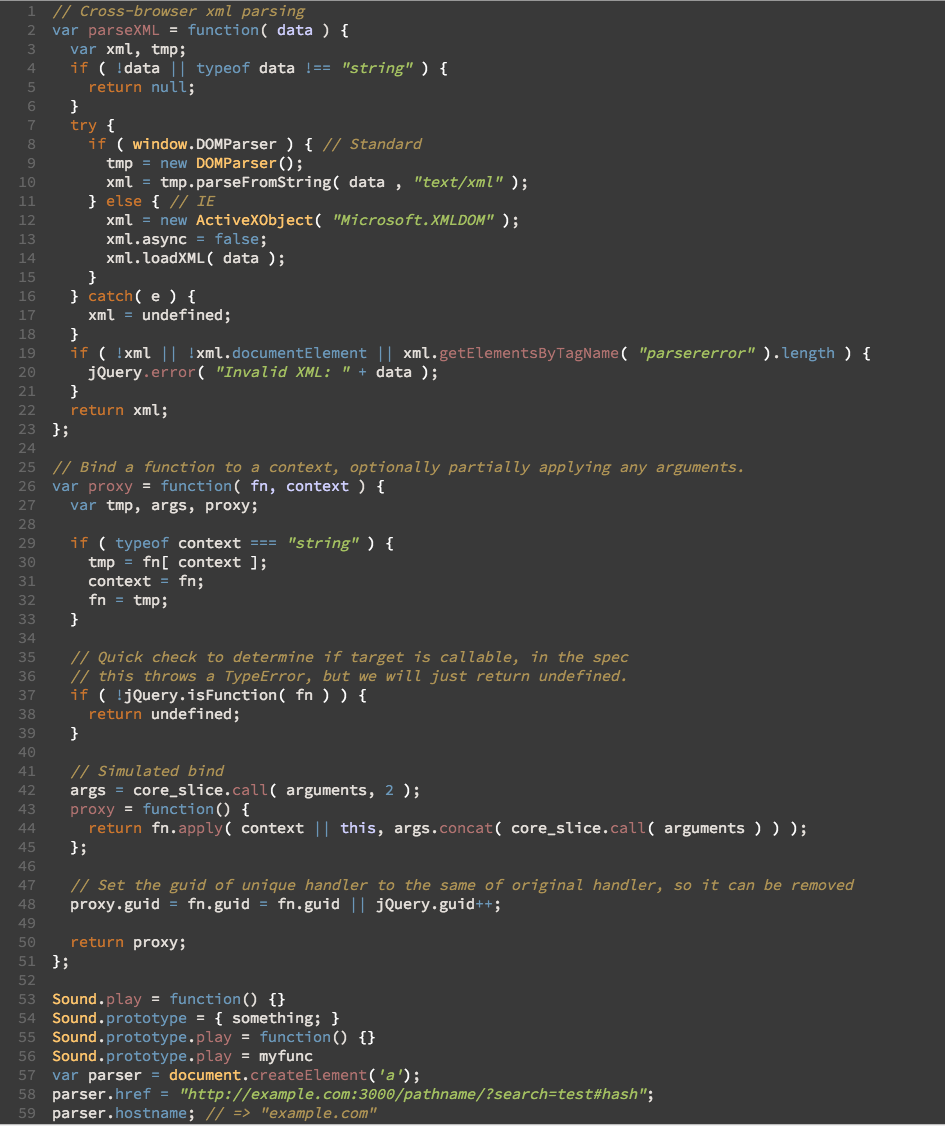 1 // Cross-browser xml parsing
2 var parseXML = function( data ) {
3   var xml, tmp;
4   if ( !data || typeof data !== "string" ) {
5     return null;
6   }
7   try {
8     if ( window.DOMParser ) { // Standard
9       tmp = new DOMParser();
10       xml = tmp.parseFromString( data , "text/xml" );
11     } else { // IE
12       xml = new ActiveXObject( "Microsoft.XMLDOM" );
13       xml.async = false;
14       xml.loadXML( data );
15     }
16   } catch( e ) {
17     xml = undefined;
18   }
19   if ( !xml || !xml.documentElement || xml.getElementsByTagName( "parsererror" ).length ) {
20     jQuery.error( "Invalid XML: " + data );
21   }
22   return xml;
23 };
24
25 // Bind a function to a context, optionally partially applying any arguments.
26 var proxy = function( fn, context ) {
27   var tmp, args, proxy;
28
29   if ( typeof context === "string" ) {
30     tmp = fn[ context ];
31     context = fn;
32     fn = tmp;
33   }
34
35   // Quick check to determine if target is callable, in the spec
36   // this throws a TypeError, but we will just return undefined.
37   if ( !jQuery.isFunction( fn ) ) {
38     return undefined;
39   }
40
41   // Simulated bind
42   args = core_slice.call( arguments, 2 );
43   proxy = function() {
44     return fn.apply( context || this, args.concat( core_slice.call( arguments ) ) );
45   };
46
47   // Set the guid of unique handler to the same of original handler, so it can be removed
48   proxy.guid = fn.guid = fn.guid || jQuery.guid++;
49
50   return proxy;
51 };
52
53 Sound.play = function() {}
54 Sound.prototype = { something; }
55 Sound.prototype.play = function() {}
56 Sound.prototype.play = myfunc
57 var parser = document.createElement('a');
58 parser.href = "http://example.com:3000/pathname/?search=test#hash";
59 parser.hostname; // => "example.com"